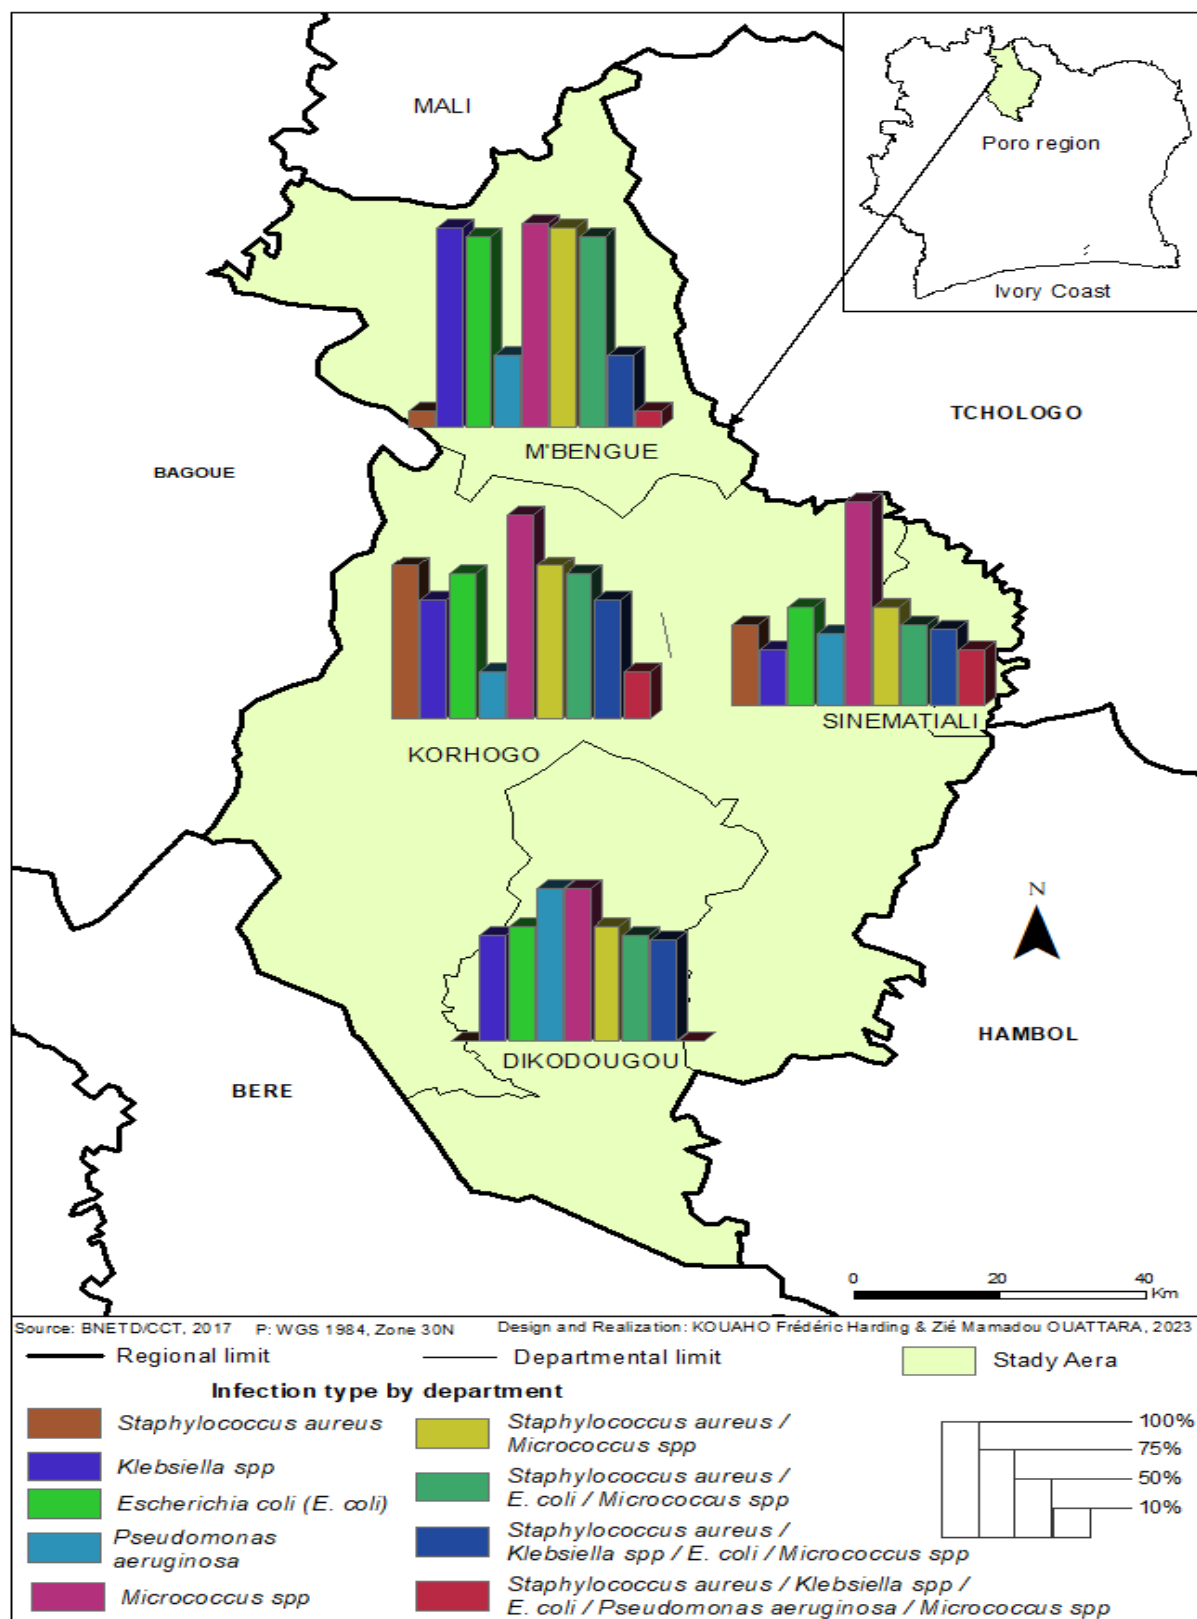 MALI
Poro region
Ivory Coast
TCHOLOGO
M'BENGUE
BAGOUE
SINEMATIALI
KORHOGO
N
HAMBOL
DIKODOUGOU
BERE
0 20 40
Km
Source: BNETD/CCT, 2017 P: WGS 1984, Zone 30N Design and Realization: KOUAHO Frédéric Harding & Zié Mamadou OUATTARA, 2023
Regional limit Departmental limit Stady Aera
Infection type by department
Staphylococcus aureus
Klebsiella spp
Escherichia coli (E. coli)
Pseudomonas
aeruginosa
Micrococcus spp
Staphylococcus aureus /
Micrococcus spp
Staphylococcus aureus /
E. coli / Micrococcus spp
Staphylococcus aureus /
Klebsiella spp / E. coli / Micrococcus spp
Staphylococcus aureus / Klebsiella spp /
E. coli / Pseudomonas aeruginosa / Micrococcus spp
100%
75%
50%
10%